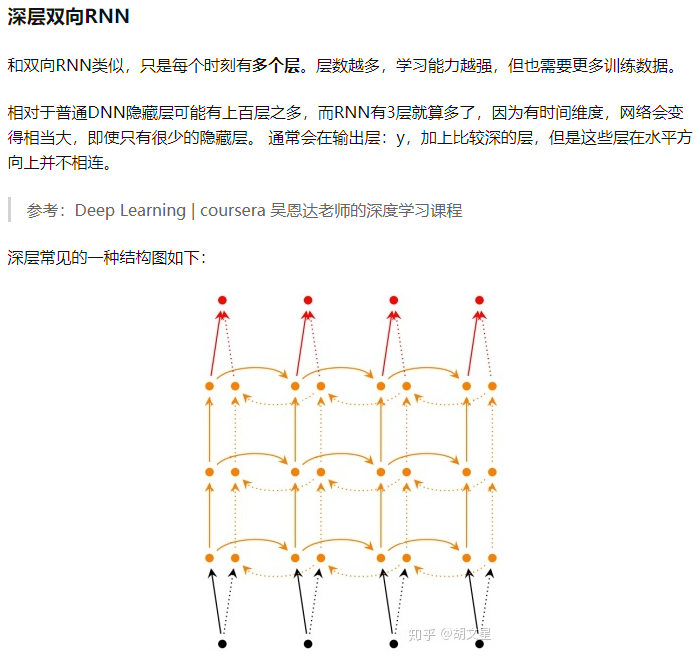 深层双向RNN
和双向RNN类似，只是每个时刻有多个层。层数越多，学习能力越强，但也需要更多训练数据。
相对于普通DNN隐藏层可能有上百层之多，而RNN有3层就算多了，因为有时间维度，网络会变
得相当大，即使只有很少的隐藏层。 通常会在输出层：y，加上比较深的层，但是这些层在水平方
向上并不相连。
参考：Deep Learning | coursera 吴恩达老师的深度学习课程
深层常见的一种结构图如下：
知乎 @胡文星